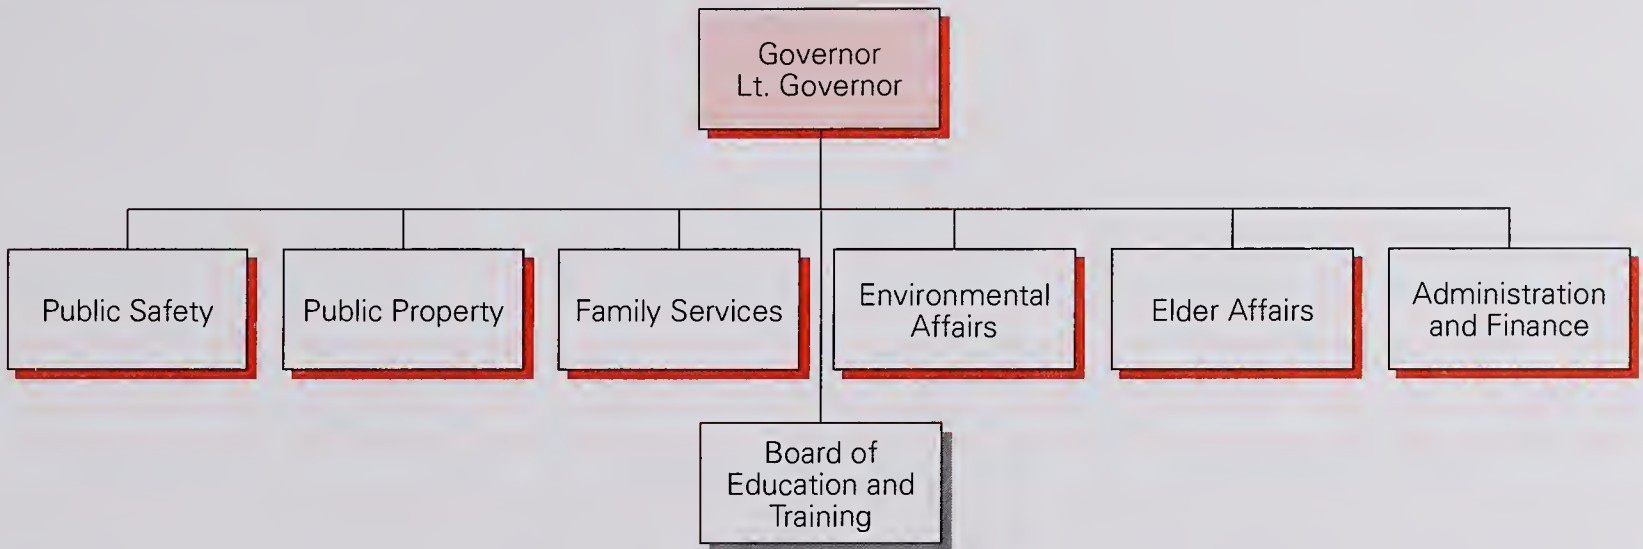 Governor
Lt. Governor
Public Safety
Public Property
Family Services
Environmental
Affairs
Elder Affairs
Administration
and Finance
Board of
Education and
Training